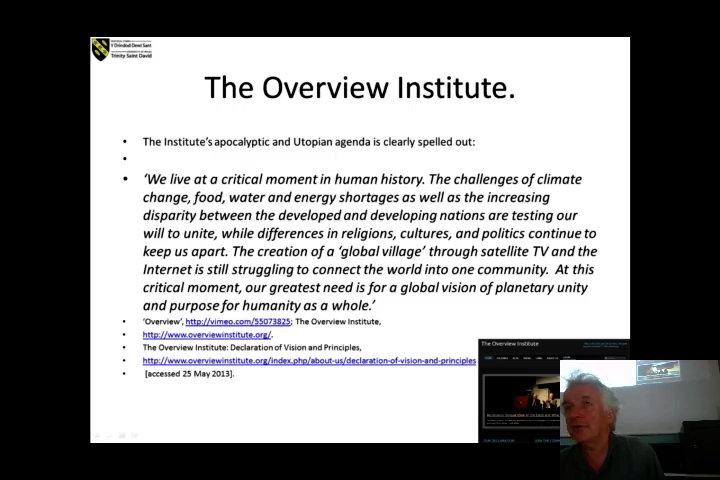 Y Drindod Dewi Sant
Trinity Saint David
The Overview Institute.
• The Institute's apocalyptic and Utopian agenda is clearly spelled out:
•
• 'We live at a critical moment in human history. The challenges of climate
change, food, water and energy shortages as well as the increasing
disparity between the developed and developing nations are testing our
will to unite, while differences in religions, cultures, and politics continue to
keep us apart. The creation of a 'global village' through satellite TV and the
Internet is still struggling to connect the world into one community. At this
critical moment, our greatest need is for a global vision of planetary unity
and purpose for humanity as a whole.'
• 'Overview', http://vimeo.com/55073825; The Overview Institute,
• http://www.overviewinstitute.org/.
• The Overview Institute: Declaration of Vision and Principles,
• http://www.overviewinstitute.org/index.php/about-us/declaration-of-vision-and-principles
• [accessed 25 May 2013].
The Overview Institute